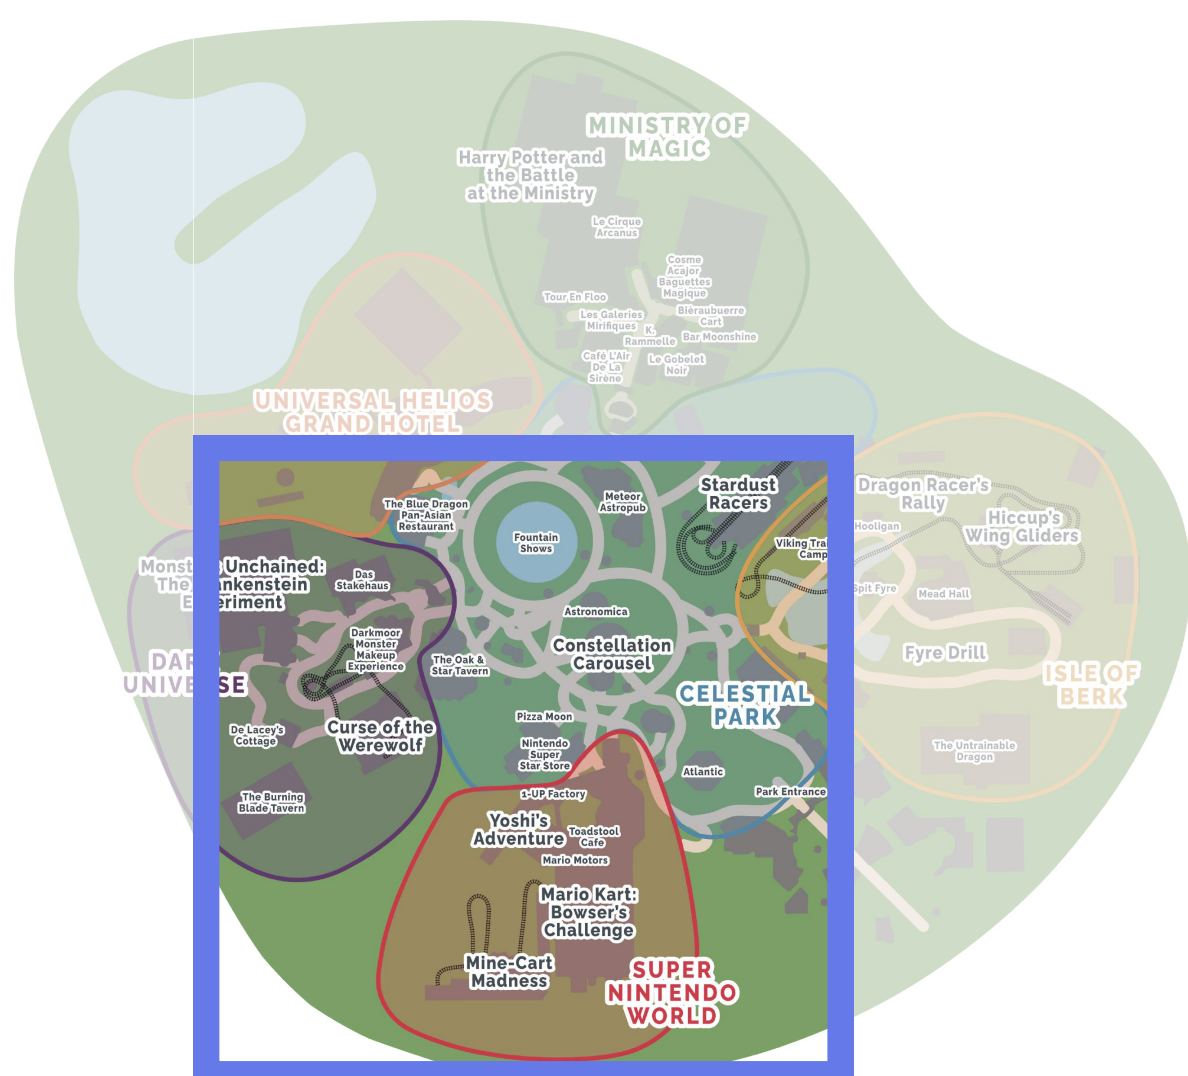 MINISTRY OF
MAGIC
Harry Potter and
the Battle
at the Ministry
Le Cirque
Arcanus
Cosme
Acajor
Baguettes
Magique
Tour En Floo
Les Galeries
Mirifiques
K.
Rammelle
Bièraubuerre
Cart
Bar Moonshine
Café L'Air
De La
Sirène
Le Gobelet
Noir
UNIVERSAL HELIOS
GRAND HOTEL
The Blue Dragon
Pan-Asian
Restaurant
Fountain
Shows
Meteor
Astropub
Stardust
Racers
Dragon Racer's
Rally
Hooligan
Hiccup's
Wing Gliders
Viking Trai
Camp
Spit Fyre
Mead Hall
Fyre Drill
ISLE OF
BERK
The Untrainable
Dragon
Monst s Unchained:
The ankenstein
E eriment
Das
Stakehaus
Darkmoor
Monster
Makeup
Experience
DAR
UNIVE SE
De Lacey's
Cottage
Curse of the
Werewolf
The Burning
Blade Tavern
Astronomica
Constellation
Carousel
The Oak &
Star Tavern
CELESTIAL
PARK
Pizza Moon
Nintendo
Super
Star Store
Atlantic
Park Entrance
1-UP Factory
Yoshi's
Adventure
Toadstool
Cafe
Mario Motors
Mario Kart:
Bowser's
Challenge
Mine-Cart
Madness
SUPER
NINTENDO
WORLD